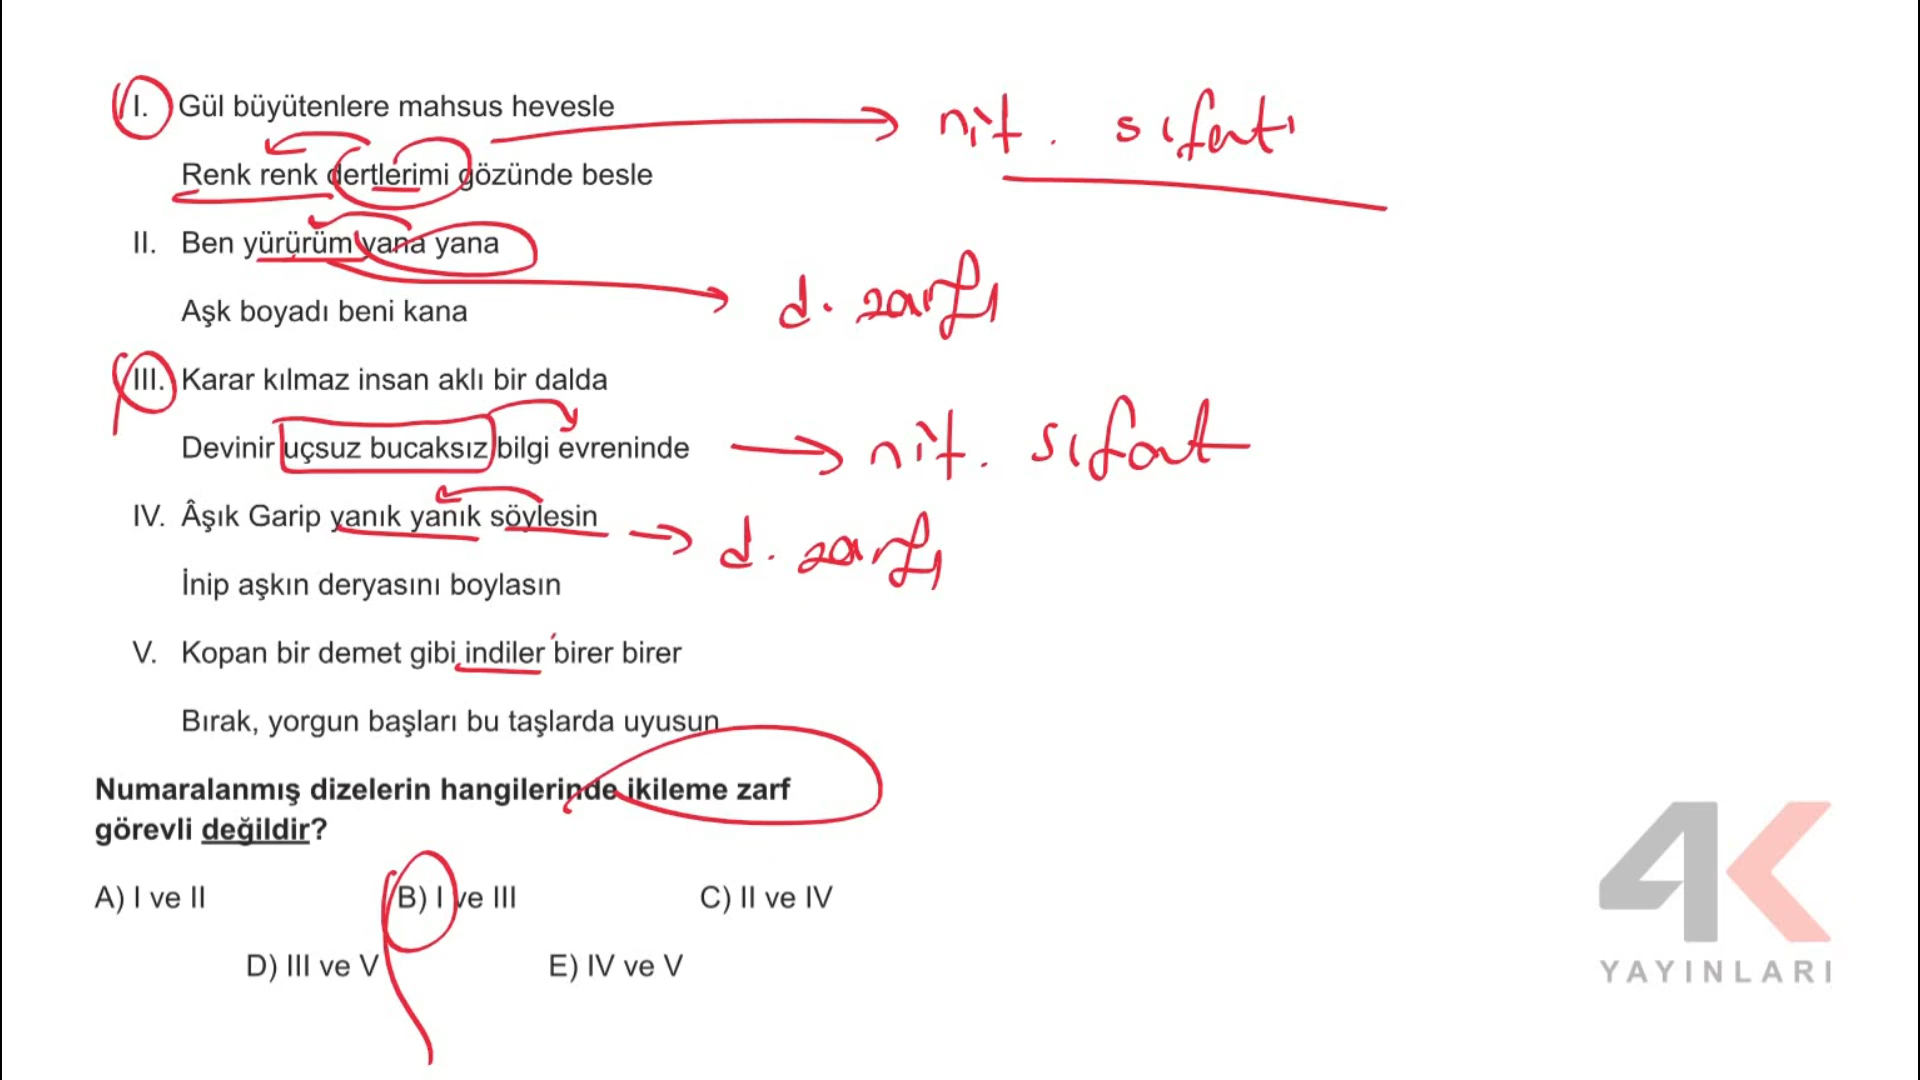 I. Gül büyütenlere mahsus hevesle
nit. sıfatı
Renk renk dertlerimi gözünde besle
II. Ben yürürüm yana yana
d. zarfı
Aşk boyadı beni kana
III. Karar kılmaz insan aklı bir dalda
Devinir uçsuz bucaksız bilgi evreninde
nit. sıfat
IV. Âşık Garip yanık yanık söylesin
d. zarfı
İnip aşkın deryasını boylasın
V. Kopan bir demet gibi indiler birer birer
Bırak, yorgun başları bu taşlarda uyusun
Numaralanmış dizelerin hangilerinde ikileme zarf
görevli değildir?
A) I ve II B) I ve III C) II ve IV
D) III ve V E) IV ve V
4K
YAYINLARI